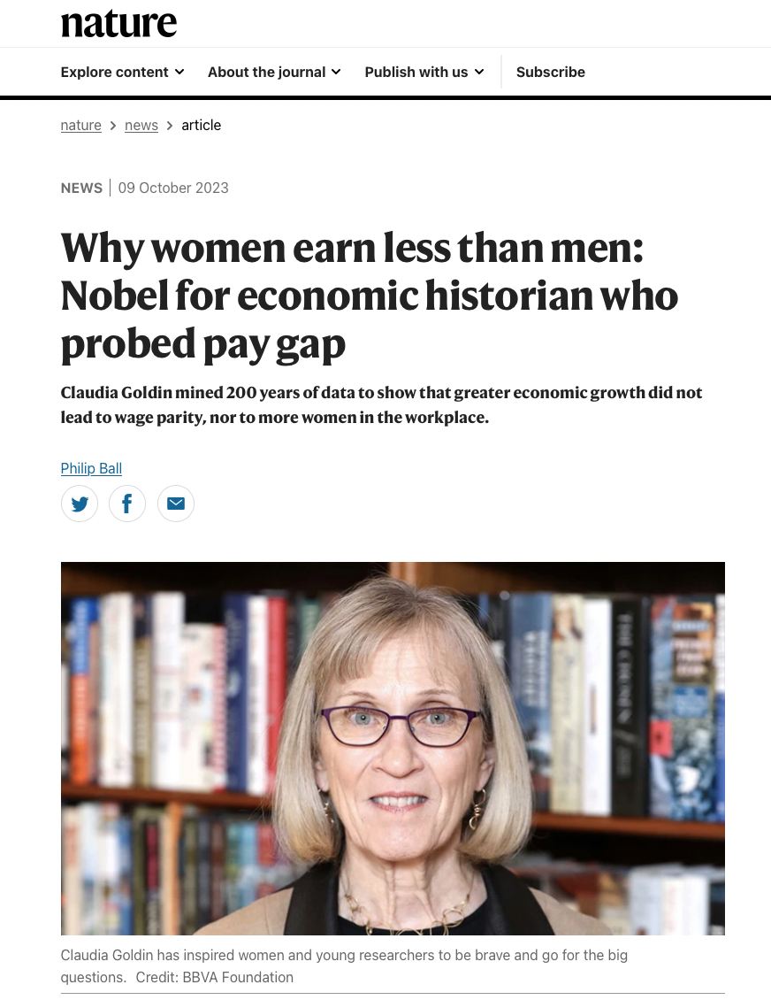 nature
Explore content
About the journal
Publish with us
Subscribe
nature > news > article
NEWS | 09 October 2023
Why women earn less than men:
Nobel for economic historian who
probed pay gap
Claudia Goldin mined 200 years of data to show that greater economic growth did not
lead to wage parity, nor to more women in the workplace.
Philip Ball
THE CHOSEN
Claudia Goldin has inspired women and young researchers to be brave and go for the big
questions. Credit: BBVA Foundation